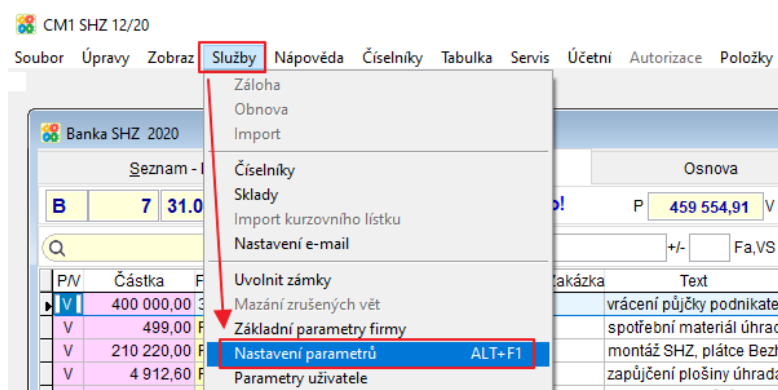 CM1 SHZ 12/20
Soubor Úpravy Zobraz Služby Nápověda Číselníky Tabulka Servis Účetní Autorizace Položky
Záloha
Obnova
Import
Číselníky
Sklady
Import kurzovního lístku
Nastavení e-mail
Uvolnit zámky
Mazání zrušených vět
Základní parametry firmy
Nastavení parametrů ALT+F1
Parametry uživatele
Banka SHZ 2020
Seznam - Osnova
B 7 31.0 P 459 554,91 V
+/- Fa,VS
P/V Částka F Zakázka Text
V 400 000,00 3 vrácení půjčky podnikate
V 499,00 F spotřební materiál úhrad
V 210 220,00 F montáž SHZ, plátce Bezh
V 4 912,60 F zapůjčení plošiny úhrada